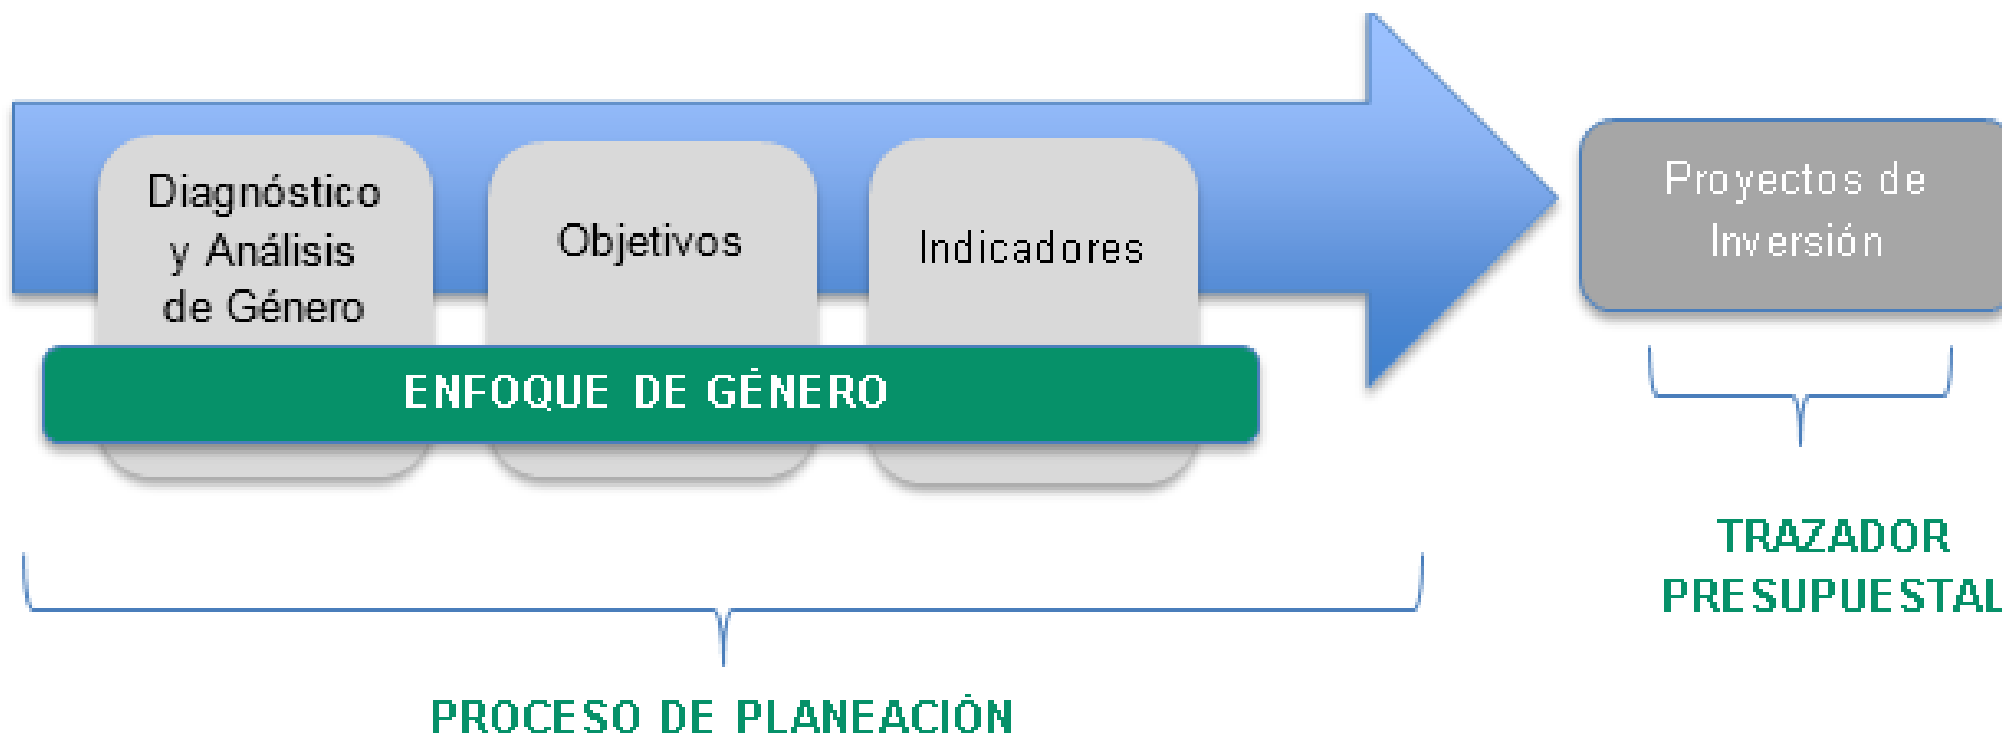 Diagnóstico
y Análisis
de Género
Objetivos
Indicadores
ENFOQUE DE GÉNERO
PROCESO DE PLANEACIÓN
Proyectos de
Inversión
TRAZADOR
PRESUPUESTAL